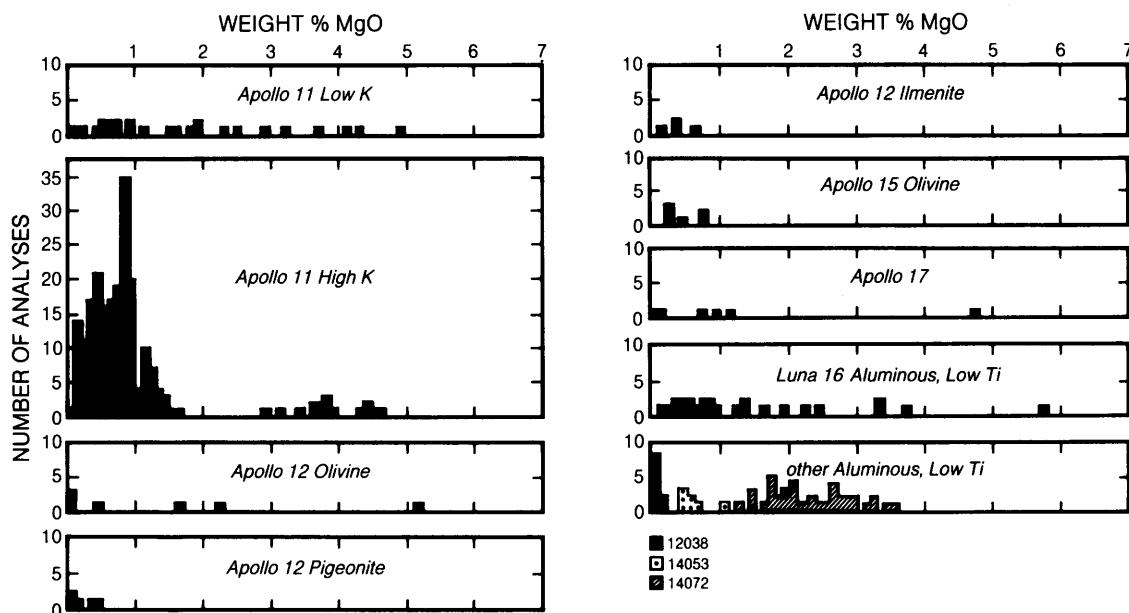 WEIGHT % MgO
1 2 3 4 5 6 7
10
5
0
Apollo 11 Low K
NUMBER OF ANALYSES
35
30
25
20
15
10
5
0
Apollo 11 High K
10
5
0
Apollo 12 Olivine
10
5
0
Apollo 12 Pigeonite
WEIGHT % MgO
1 2 3 4 5 6 7
10
5
0
Apollo 12 Ilmenite
10
5
0
Apollo 15 Olivine
10
5
0
Apollo 17
10
5
0
Luna 16 Aluminous, Low Ti
10
5
0
other Aluminous, Low Ti
12038
14053
14072